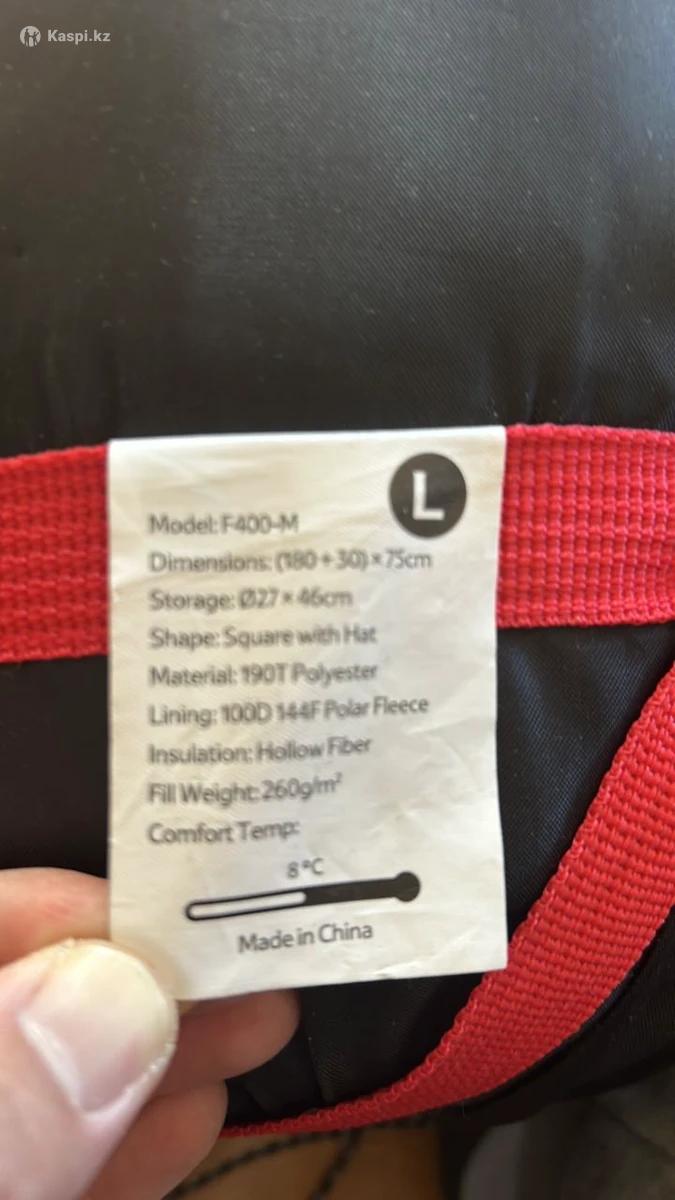 Kaspi.kz
L
Model: F400-M
Dimensions: (180+30)×75cm
Storage: Ø27×46cm
Shape: Square with Hat
Material: 190T Polyester
Lining: 100D 144F Polar Fleece
Insulation: Hollow Fiber
Fill Weight: 260g/m²
Comfort Temp:
8°C
Made in China